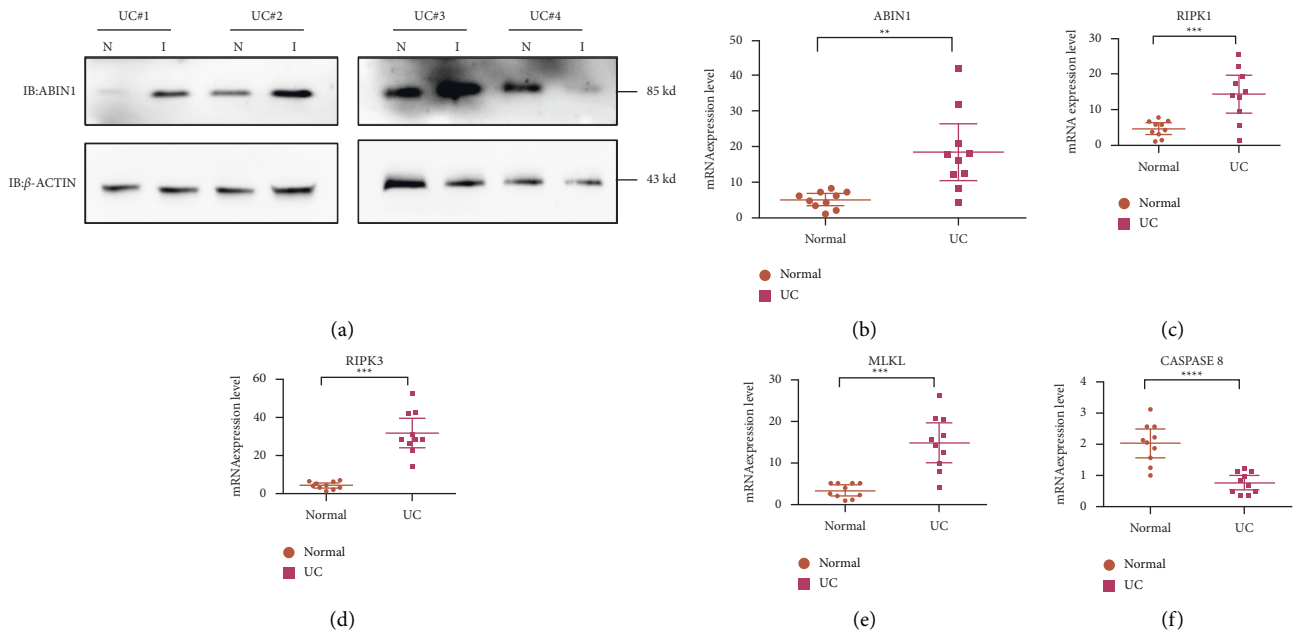 UC#1 UC#2 UC#3 UC#4
N I N I N I N I
IB:ABIN1
85 kd
IB:β-ACTIN
43 kd
(a)
ABIN1
**
mRNAexpression level
50
40
30
20
10
0
Normal UC
Normal
UC
(b)
RIPK1
***
mRNA expression level
30
20
10
0
Normal UC
Normal
UC
(c)
RIPK3
***
mRNAexpression level
60
40
20
0
Normal UC
Normal
UC
(d)
MLKL
***
mRNAexpression level
30
20
10
0
Normal UC
Normal
UC
(e)
CASPASE 8
****
mRNAexpression level
4
3
2
1
0
Normal UC
Normal
UC
(f)